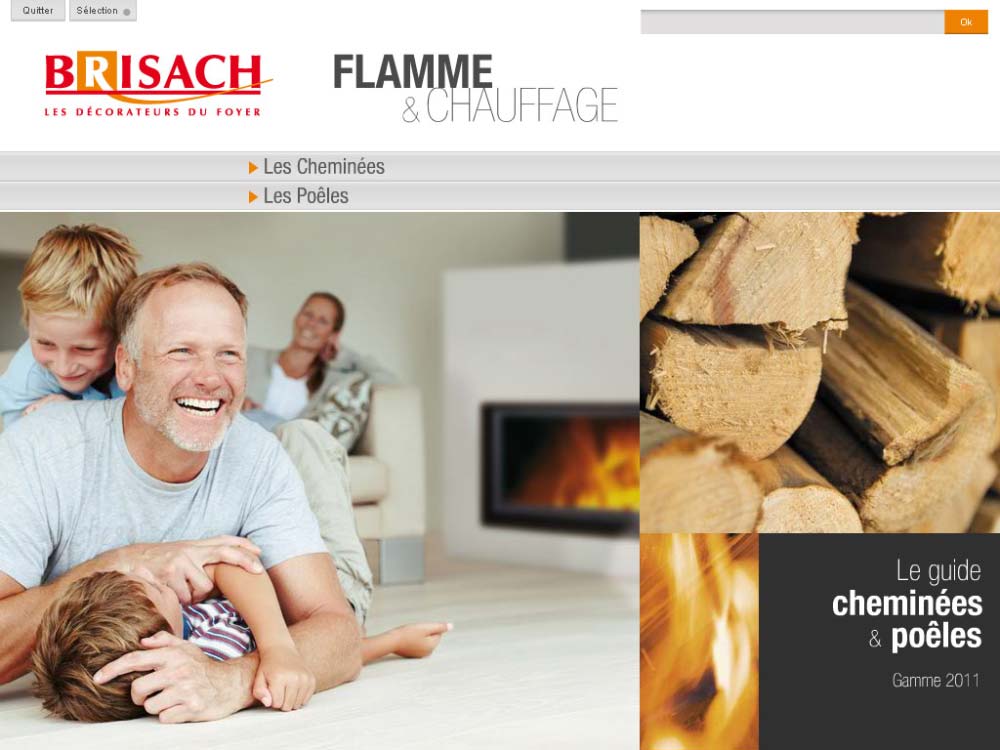 Quitter
Sélection
Ok
BRISACH
LES DÉCORATEURS DU FOYER
FLAMME
& CHAUFFAGE
Les Cheminées
Les Poêles
Le guide
cheminées
& poêles
Gamme 2011